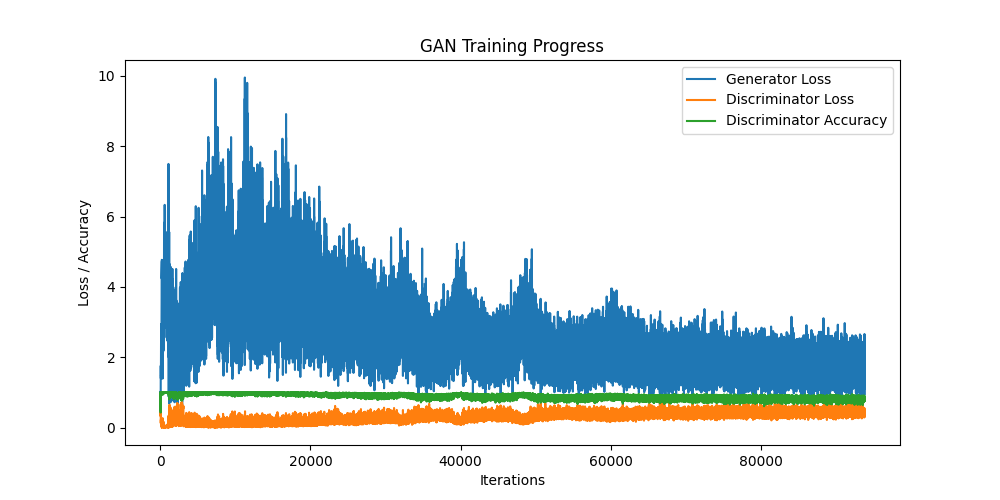 GAN Training Progress
Generator Loss
Discriminator Loss
Discriminator Accuracy
Loss / Accuracy
10
8
6
4
2
0
0 20000 40000 60000 80000
Iterations